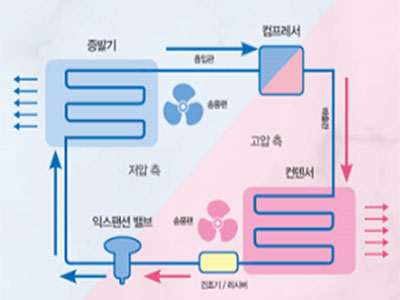 증발기
컴프레서
흡입관
송풍팬
배출관
고압 측
저압 측
컨덴서
익스팬션 밸브
송풍팬
건조기 / 리시버